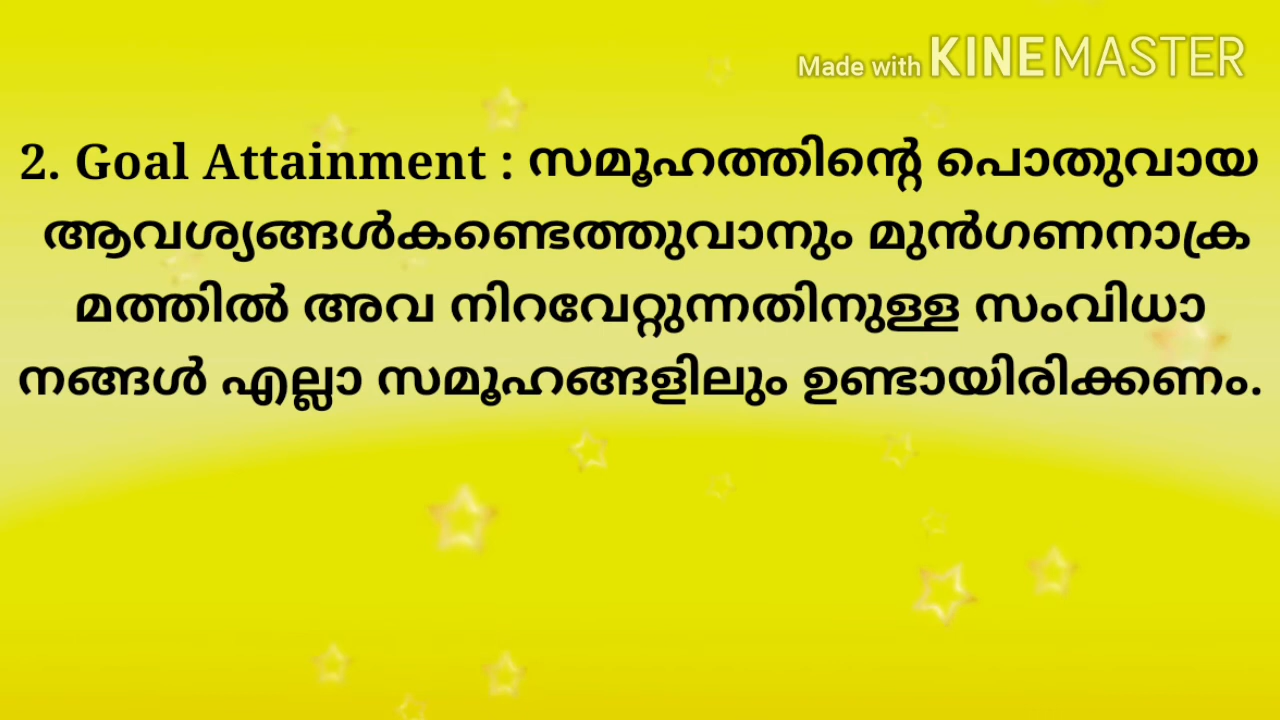 Made with KINEMASTER
2. Goal Attainment : സമൂഹത്തിന്റെ പൊതുവായ
ആവശ്യങ്ങൾകണ്ടെത്തുവാനും മുൻഗണനാക്ര
മത്തിൽ അവ നിറവേറ്റുന്നതിനുള്ള സംവിധാ
നങ്ങൾ എല്ലാ സമൂഹങ്ങളിലും ഉണ്ടായിരിക്കണം.